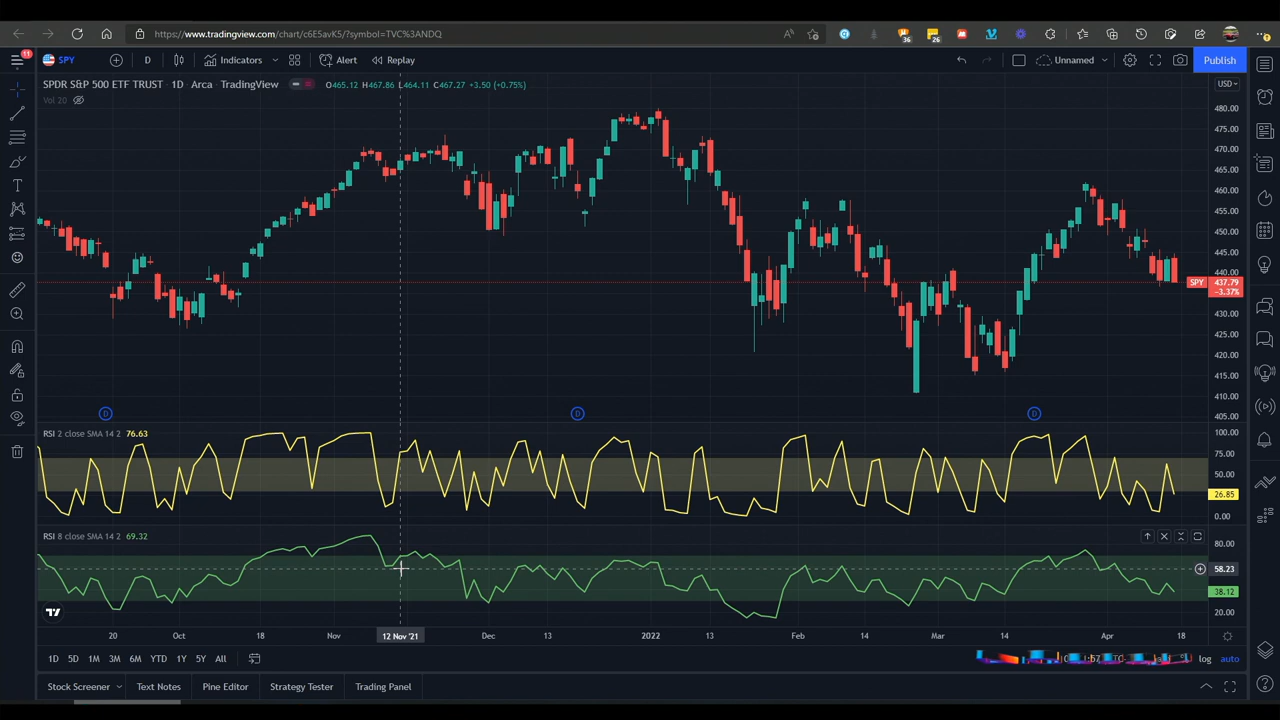 https://www.tradingview.com/chart/c6E5avK5/?symbol=TVC%3ANDQ
36
26
11
SPY
D
Indicators
Alert
Replay
Unnamed
Publish
SPDR S&P 500 ETF TRUST 1D Arca TradingView O465.12 H467.86 L464.11 C467.27 +3.50 (+0.75%)
USD
Vol 20
480.00
475.00
470.00
465.00
460.00
455.00
450.00
445.00
440.00
SPY 437.79
-3.37%
430.00
425.00
420.00
415.00
410.00
405.00
D
D
D
RSI 2 close SMA 14 2 76.63
100.00
75.00
50.00
26.85
0.00
RSI 8 close SMA 14 2 69.32
80.00
58.23
38.12
20.00
20 Oct 18 Nov 12 Nov '21 Dec 13 2022 13 Feb 14 Mar 14 Apr 18
1D 5D 1M 3M 6M YTD 1Y 5Y All
log auto
Stock Screener Text Notes Pine Editor Strategy Tester Trading Panel